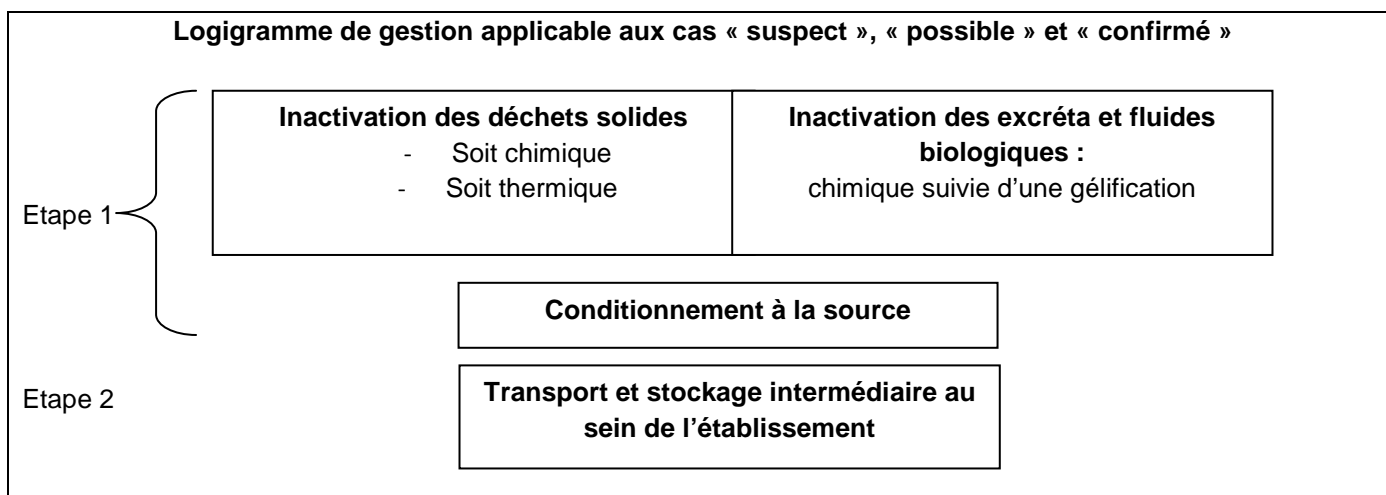 Logigramme de gestion applicable aux cas « suspect », « possible » et « confirmé »
Inactivation des déchets solides
- Soit chimique
- Soit thermique
Inactivation des excréta et fluides
biologiques :
chimique suivie d’une gélification
Etape 1
Conditionnement à la source
Etape 2
Transport et stockage intermédiaire au
sein de l’établissement